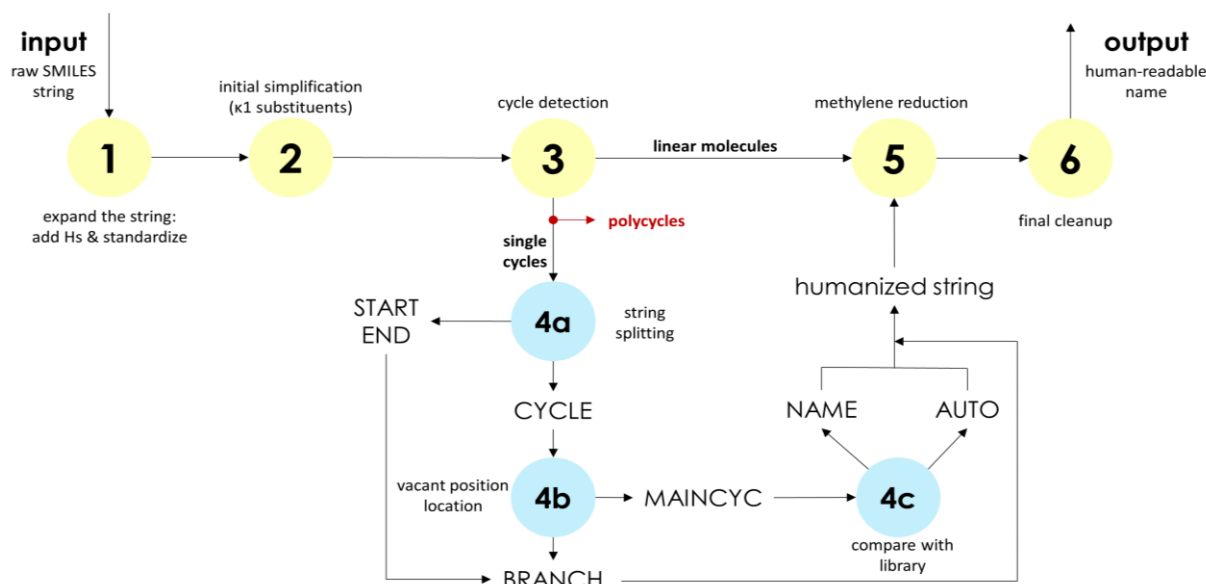 input
raw SMILES
string
1
expand the string:
add Hs & standardize
initial simplification
(κ1 substituents)
2
cycle detection
3
linear molecules
methylene reduction
5
output
human-readable
name
6
final cleanup
polycycles
single
cycles
4a
string
splitting
START
END
CYCLE
vacant position
location
4b
MAINCYC
4c
compare with
library
NAME
AUTO
humanized string
BRANCH